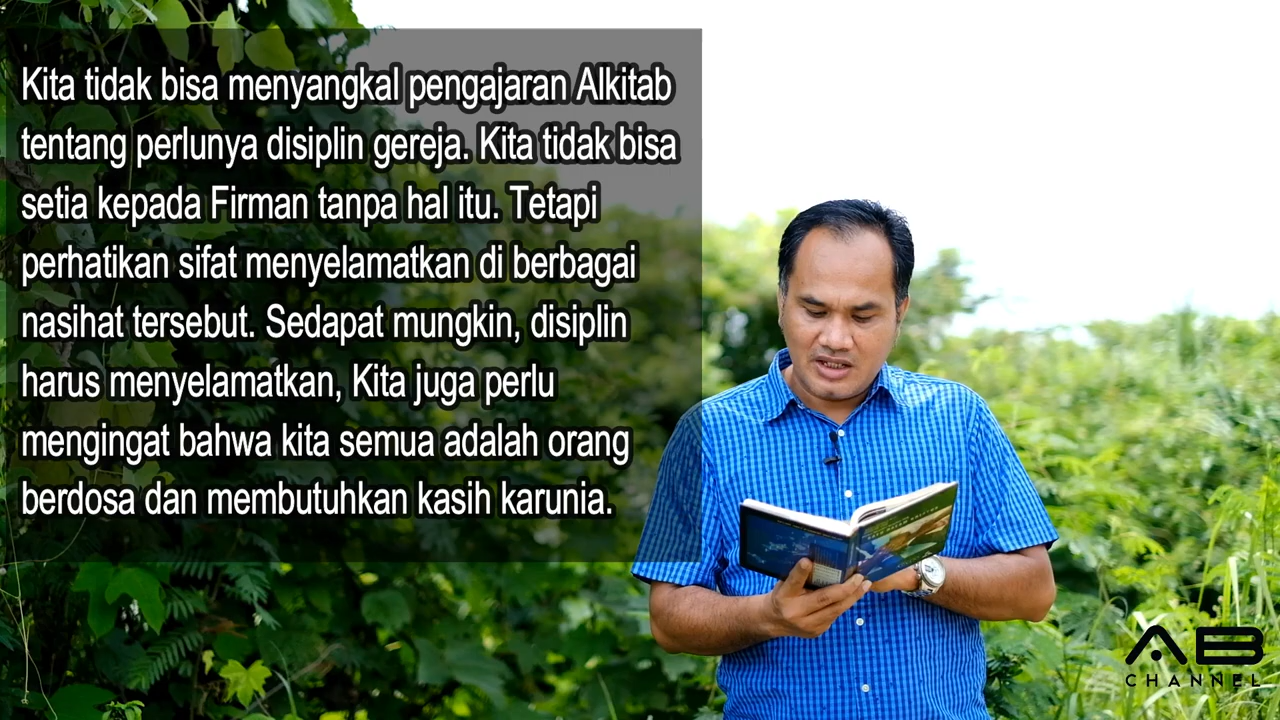 Kita tidak bisa menyangkal pengajaran Alkitab
tentang perlunya disiplin gereja. Kita tidak bisa
setia kepada Firman tanpa hal itu. Tetapi
perhatikan sifat menyelamatkan di berbagai
nasihat tersebut. Sedapat mungkin, disiplin
harus menyelamatkan, Kita juga perlu
mengingat bahwa kita semua adalah orang
berdosa dan membutuhkan kasih karunia.
AB
CHANNEL